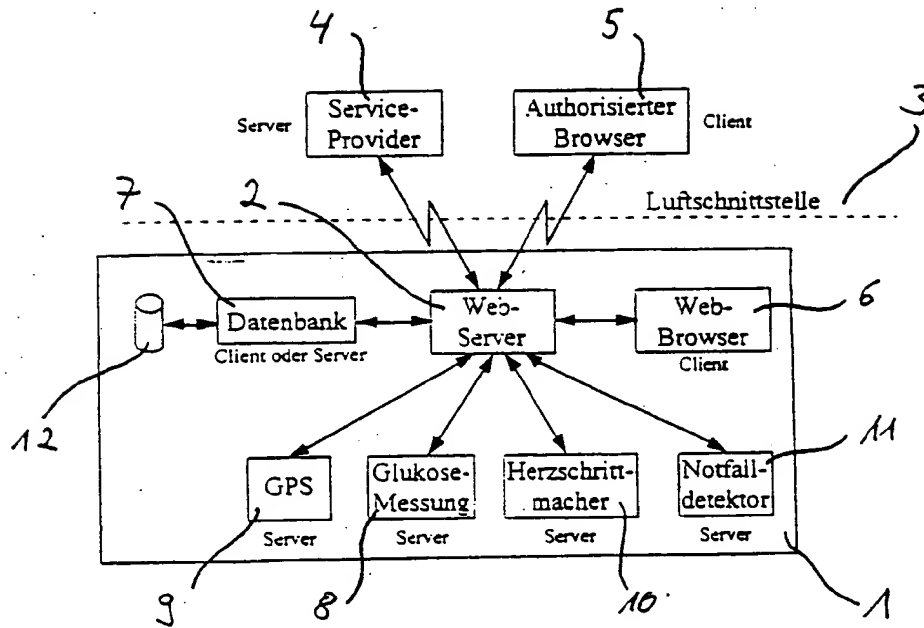 4
5
3
Service-
Provider
Server
Authorisierter
Browser
Client
Luftschnittstelle
7
2
6
Datenbank
Client oder Server
Web-
Server
Web-
Browser
Client
12
11
GPS
Server
Glukose-
Messung
Server
Herzschritt-
macher
Server
Notfall-
detektor
Server
9
8
10
1